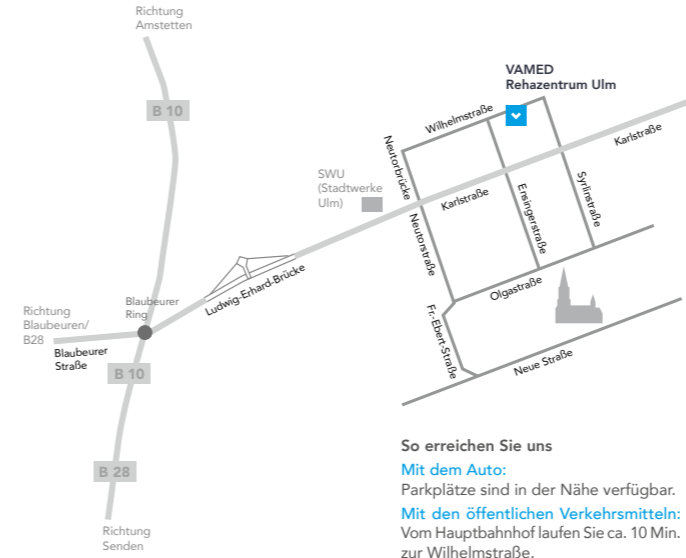 Richtung
Amstetten
B 10
VAMED
Rehazentrum Ulm
Wilhelmstraße
Neutorbrücke
Karlstraße
SWU
(Stadtwerke
Ulm)
Karlstraße
Ensingerstraße
Syrlinstraße
Neutorstraße
Olgastraße
Ludwig-Erhard-Brücke
Blaubeurer
Ring
Richtung
Blaubeuren/
B28
Blaubeurer
Straße
Fr.-Ebert-Straße
Neue Straße
B 10
B 28
Richtung
Senden
So erreichen Sie uns
Mit dem Auto:
Parkplätze sind in der Nähe verfügbar.
Mit den öffentlichen Verkehrsmitteln:
Vom Hauptbahnhof laufen Sie ca. 10 Min.
zur Wilhelmstraße.